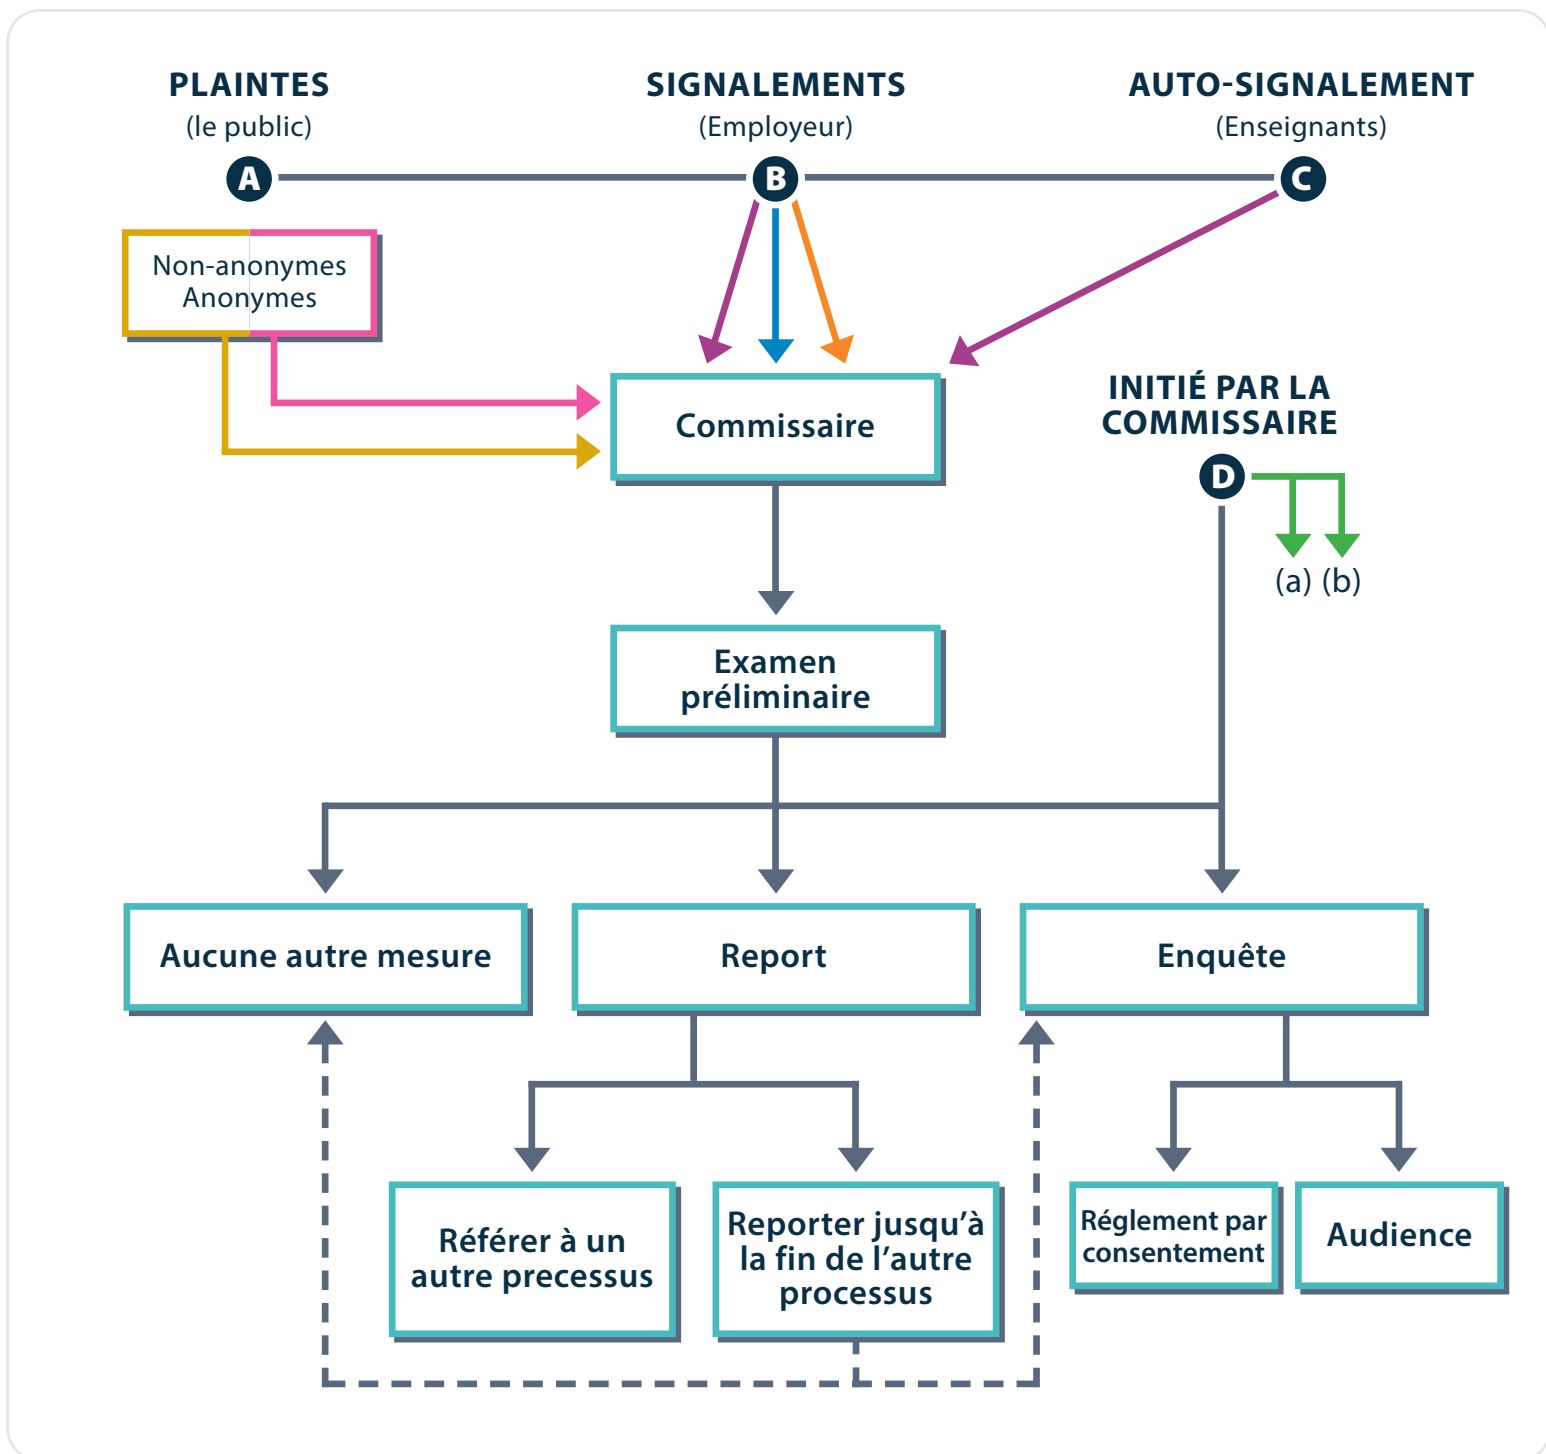 PLAINTES
(le public)
A
SIGNALEMENTS
(Employeur)
B
AUTO-SIGNALEMENT
(Enseignants)
C
Non-anonymes
Anonymes
Commissaire
INITIÉ PAR LA
COMMISSAIRE
D
(a) (b)
Examen
préliminaire
Aucune autre mesure
Report
Enquête
Référer à un
autre precessus
Reporter jusqu’à
la fin de l’autre
processus
Réglement par
consentement
Audience